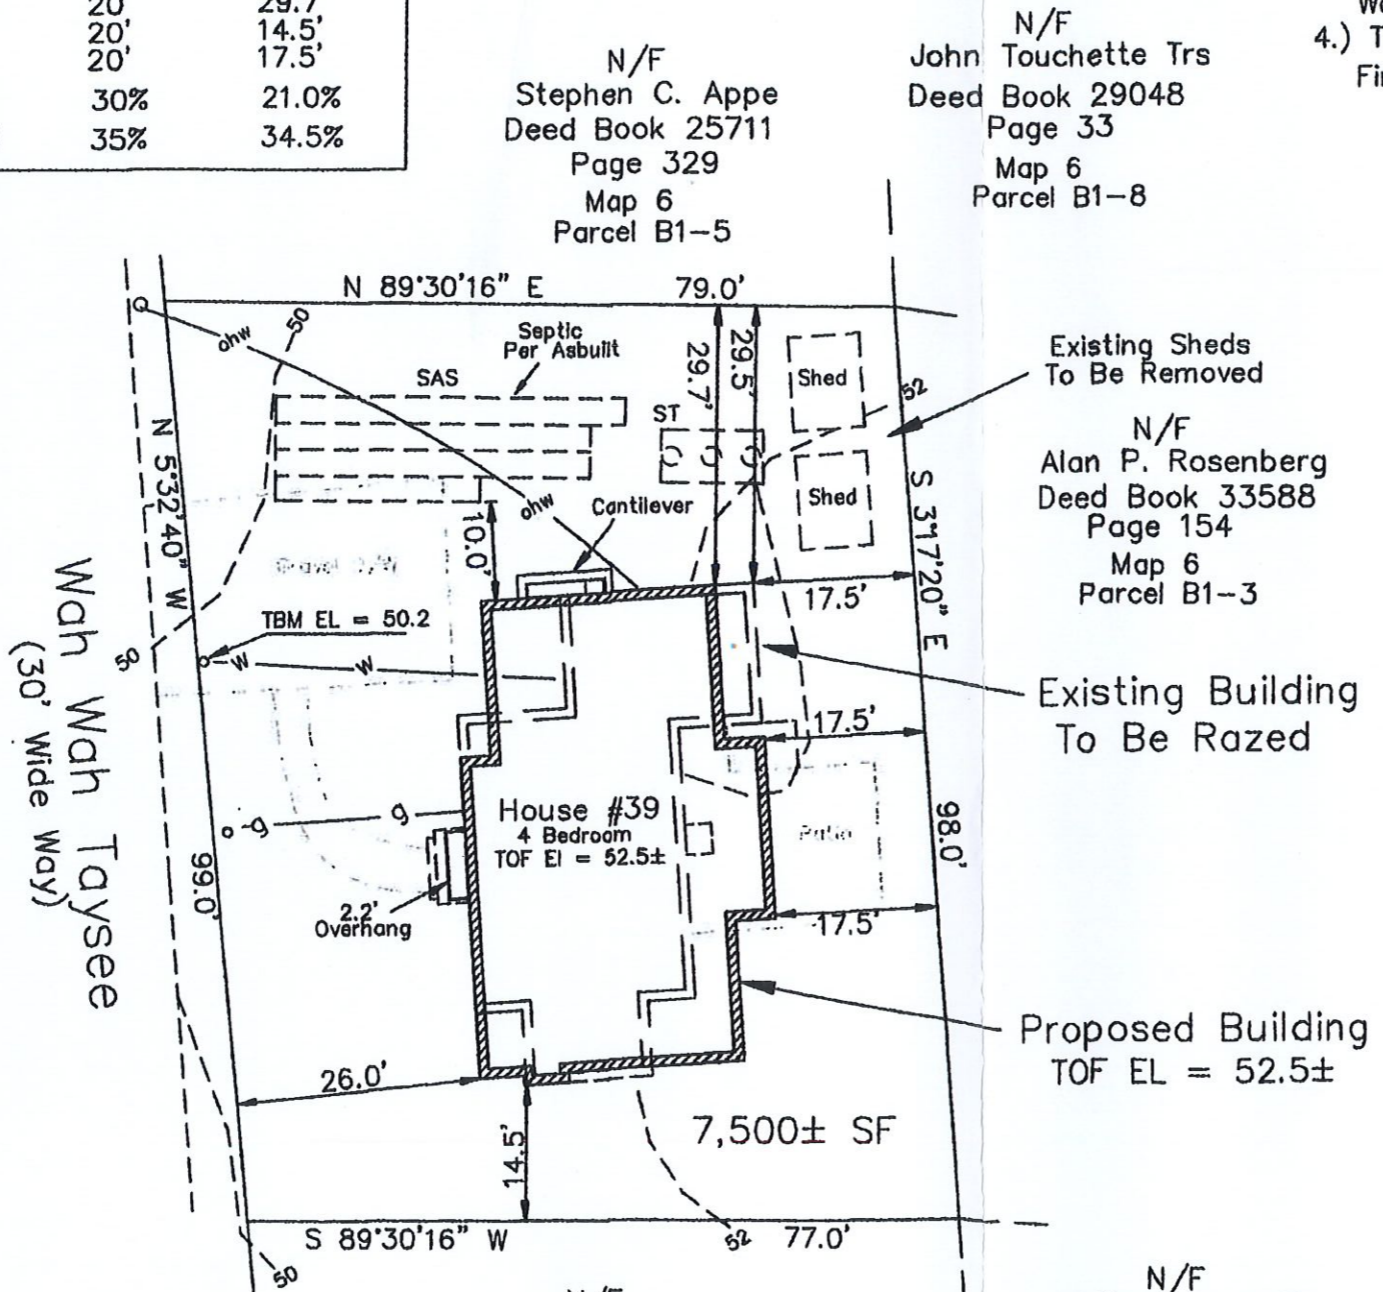 20' 29.7'
20' 14.5'
20' 17.5'
30% 21.0%
35% 34.5%
N/F
Stephen C. Appe
Deed Book 25711
Page 329
Map 6
Parcel B1-5
N/F
John Touchette Trs
Deed Book 29048
Page 33
Map 6
Parcel B1-8
4.) T
Fi
N 89°30'16" E 79.0'
ohw
50
Septic
Per Asbuilt
SAS
ST
29.7'
29.5'
Shed
52
Existing Sheds
To Be Removed
N/F
Alan P. Rosenberg
Deed Book 33588
Page 154
Map 6
Parcel B1-3
N 5°32'40" W
S 3°17'20" E
Shed
ohw
Cantilever
10.0'
Gravel D/W
17.5'
TBM EL = 50.2
50
W W
Wah Wah Taysee
(30' Wide Way)
Existing Building
To Be Razed
17.5'
g g
House #39
4 Bedroom
TOF El = 52.5±
Patio
98.0'
99.0'
2.2'
Overhang
17.5'
Proposed Building
TOF EL = 52.5±
26.0'
14.5'
7,500± SF
S 89°30'16" W
52
77.0'
50
N/F
N/F